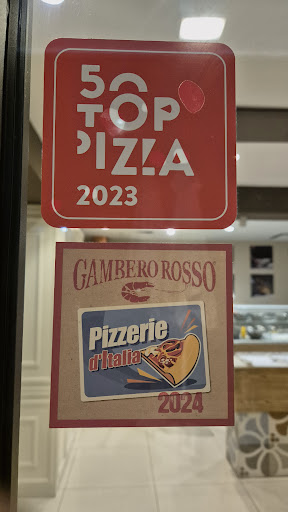 50
TOP
PIZZA
2023
GAMBERO ROSSO
Pizzerie
d'Italia
2024